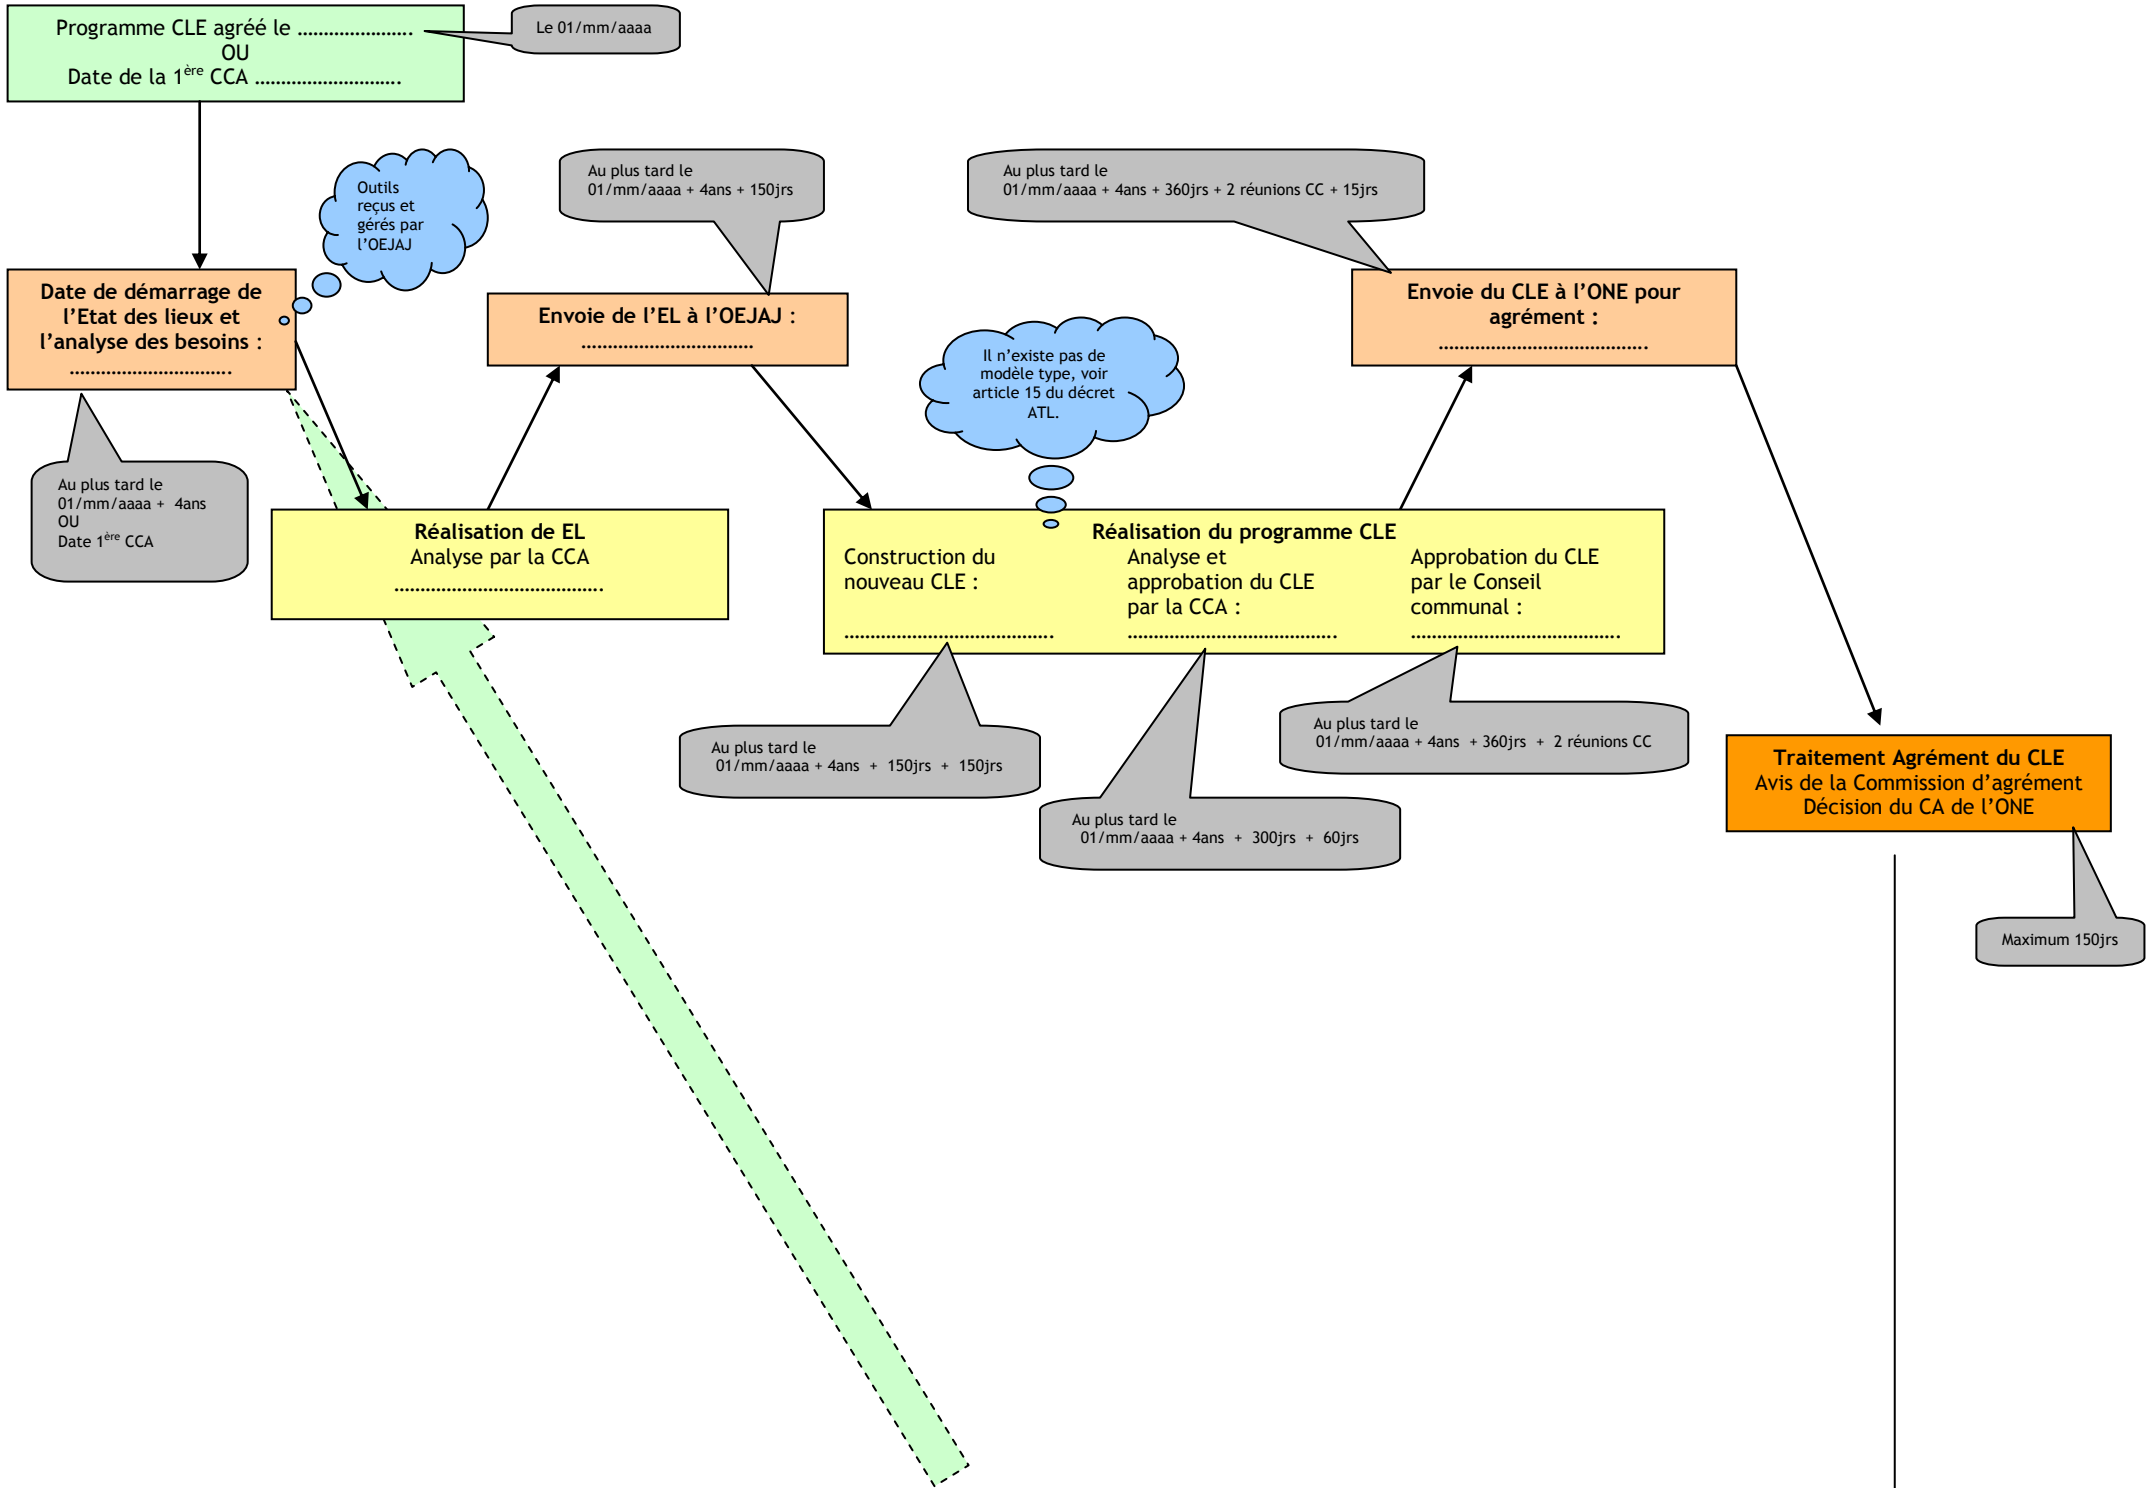 Programme CLE agréé le ......................
OU
Date de la 1ère CCA ............................
Le 01/mm/aaaa
Outils
reçus et
gérés par
l'OEJAJ
Au plus tard le
01/mm/aaaa + 4ans + 150jrs
Au plus tard le
01/mm/aaaa + 4ans + 360jrs + 2 réunions CC + 15jrs
Date de démarrage de
l'Etat des lieux et
l'analyse des besoins :
...............................
Envoie de l'EL à l'OEJAJ :
.................................
Envoie du CLE à l'ONE pour
agrément :
........................................
Il n'existe pas de
modèle type, voir
article 15 du décret
ATL.
Au plus tard le
01/mm/aaaa + 4ans
OU
Date 1ère CCA
Réalisation de EL
Analyse par la CCA
........................................
Réalisation du programme CLE
Construction du
nouveau CLE :
........................................
Analyse et
approbation du CLE
par la CCA :
........................................
Approbation du CLE
par le Conseil
communal :
........................................
Au plus tard le
01/mm/aaaa + 4ans + 150jrs + 150jrs
Au plus tard le
01/mm/aaaa + 4ans + 300jrs + 60jrs
Au plus tard le
01/mm/aaaa + 4ans + 360jrs + 2 réunions CC
Traitement Agrément du CLE
Avis de la Commission d'agrément
Décision du CA de l'ONE
Maximum 150jrs